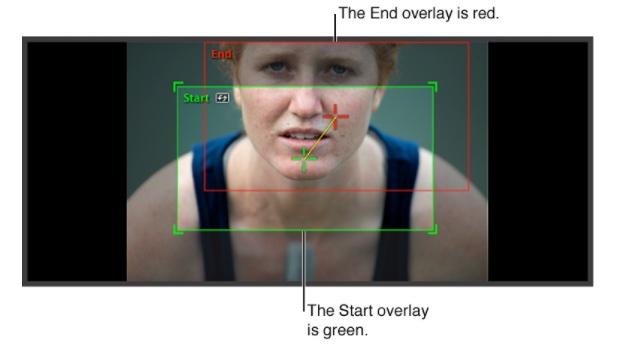 The End overlay is red.
End
Start
The Start overlay
is green.